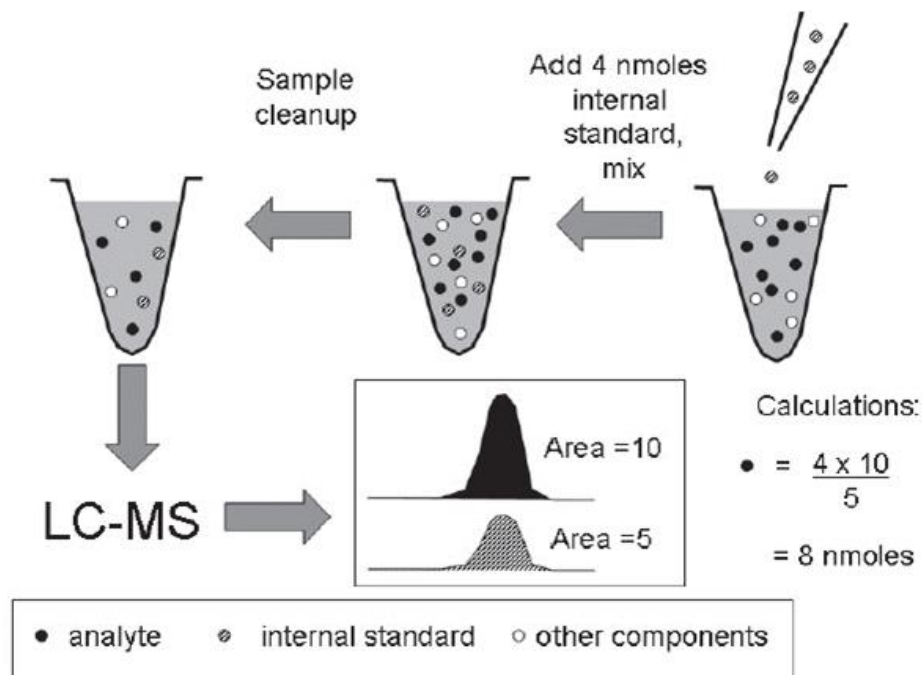 Sample
cleanup
Add 4 nmoles
internal
standard,
mix
LC-MS
Area =10
Area =5
Calculations:
= 4 x 10
5
= 8 nmoles
analyte
internal standard
other components